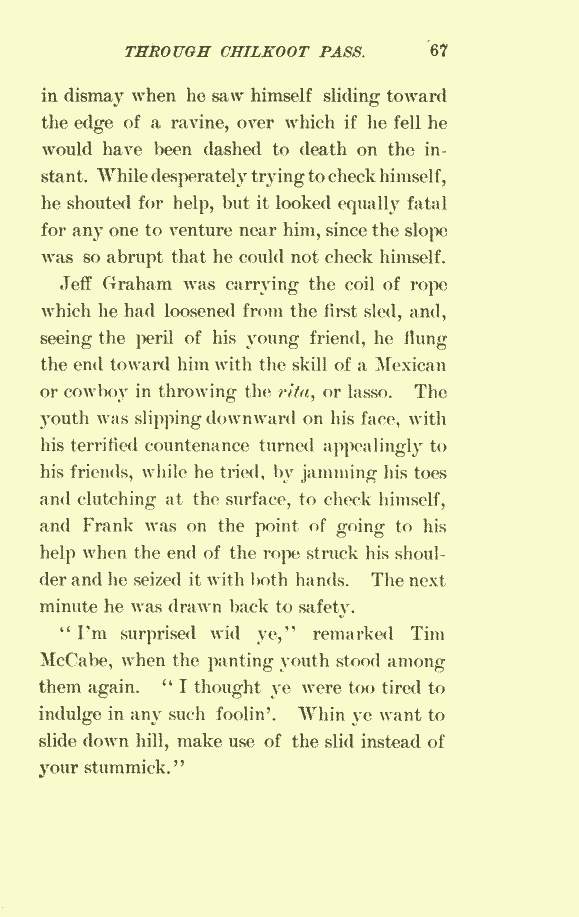 THROUGH CHILKOOT PASS. 67
in dismay when he saw himself sliding toward
the edge of a ravine, over which if he fell he
would have been dashed to death on the in-
stant. While desperately trying to check himself,
he shouted for help, but it looked equally fatal
for any one to venture near him, since the slope
was so abrupt that he could not check himself.
Jeff Graham was carrying the coil of rope
which he had loosened from the first sled, and,
seeing the peril of his young friend, he flung
the end toward him with the skill of a Mexican
or cowboy in throwing the rita, or lasso. The
youth was slipping downward on his face, with
his terrified countenance turned appealingly to
his friends, while he tried, by jamming his toes
and clutching at the surface, to check himself,
and Frank was on the point of going to his
help when the end of the rope struck his shoul-
der and he seized it with both hands. The next
minute he was drawn back to safety.
“I'm surprised wid ye,” remarked Tim
McCabe, when the panting youth stood among
them again. “I thought ye were too tired to
indulge in any such foolin'. Whin ye want to
slide down hill, make use of the slid instead of
your stummick.”